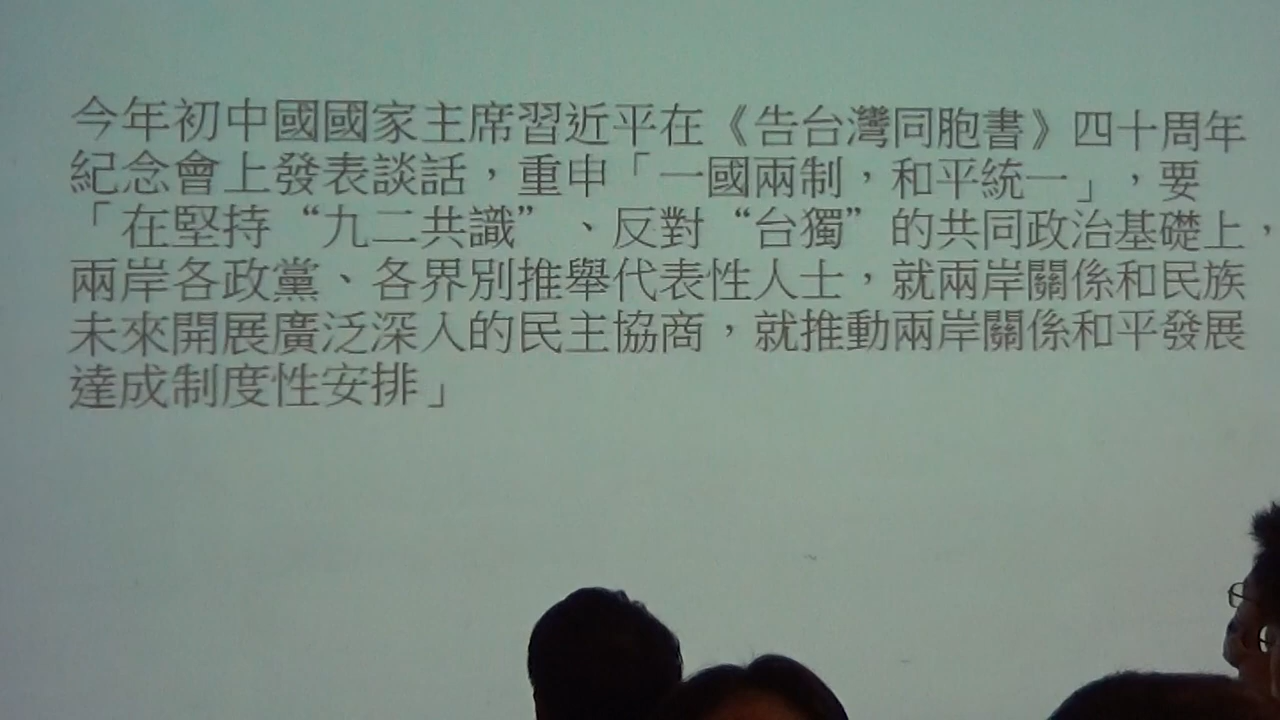 今年初中國國家主席習近平在《告台灣同胞書》四十周年
紀念會上發表談話，重申「一國兩制，和平統一」，要
「在堅持“九二共識”、反對“台獨”的共同政治基礎上，
兩岸各政黨、各界別推舉代表性人士，就兩岸關係和民族
未來開展廣泛深入的民主協商，就推動兩岸關係和平發展
達成制度性安排」